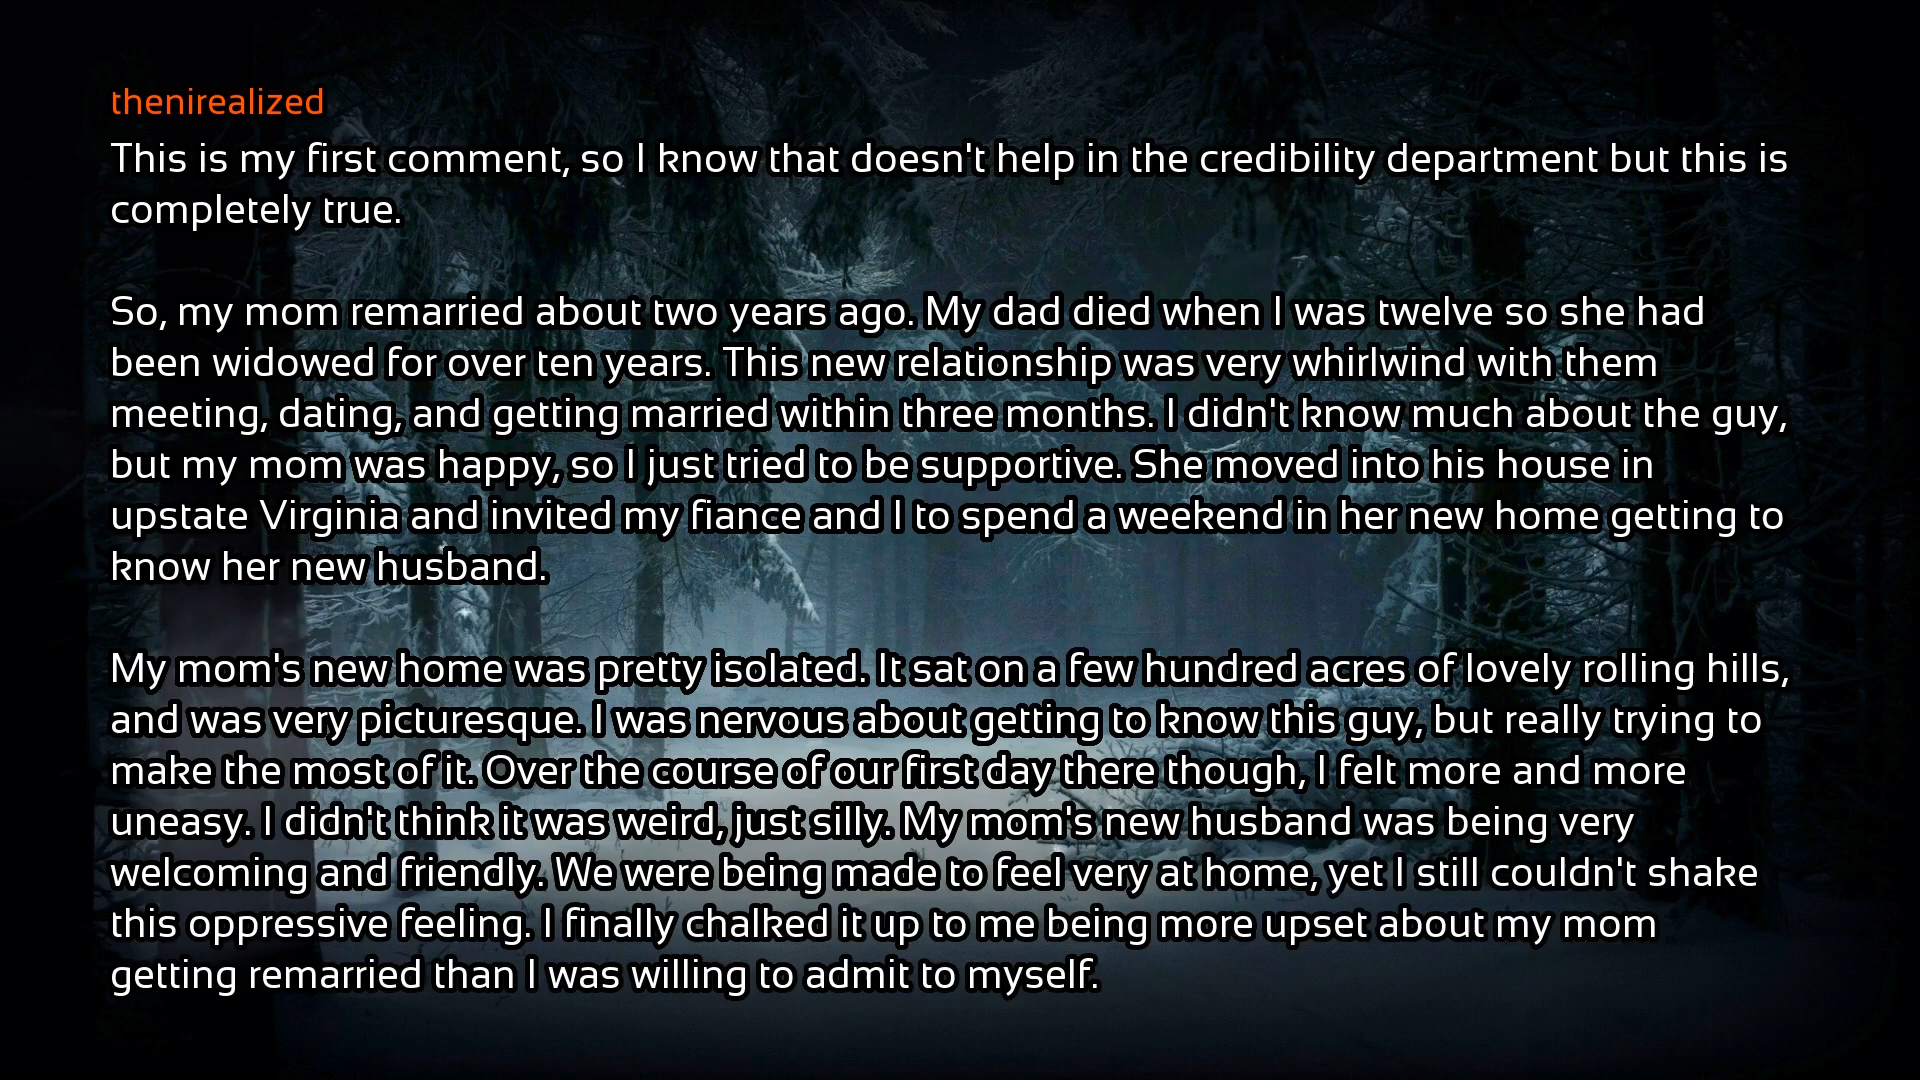 thenirealized
This is my first comment, so I know that doesn't help in the credibility department but this is
completely true.
So, my mom remarried about two years ago. My dad died when I was twelve so she had
been widowed for over ten years. This new relationship was very whirlwind with them
meeting, dating, and getting married within three months. I didn't know much about the guy,
but my mom was happy, so I just tried to be supportive. She moved into his house in
upstate Virginia and invited my fiance and I to spend a weekend in her new home getting to
know her new husband.
My mom's new home was pretty isolated. It sat on a few hundred acres of lovely rolling hills,
and was very picturesque. I was nervous about getting to know this guy, but really trying to
make the most of it. Over the course of our first day there though, I felt more and more
uneasy. I didn't think it was weird, just silly. My mom's new husband was being very
welcoming and friendly. We were being made to feel very at home, yet I still couldn't shake
this oppressive feeling. I finally chalked it up to me being more upset about my mom
getting remarried than I was willing to admit to myself.